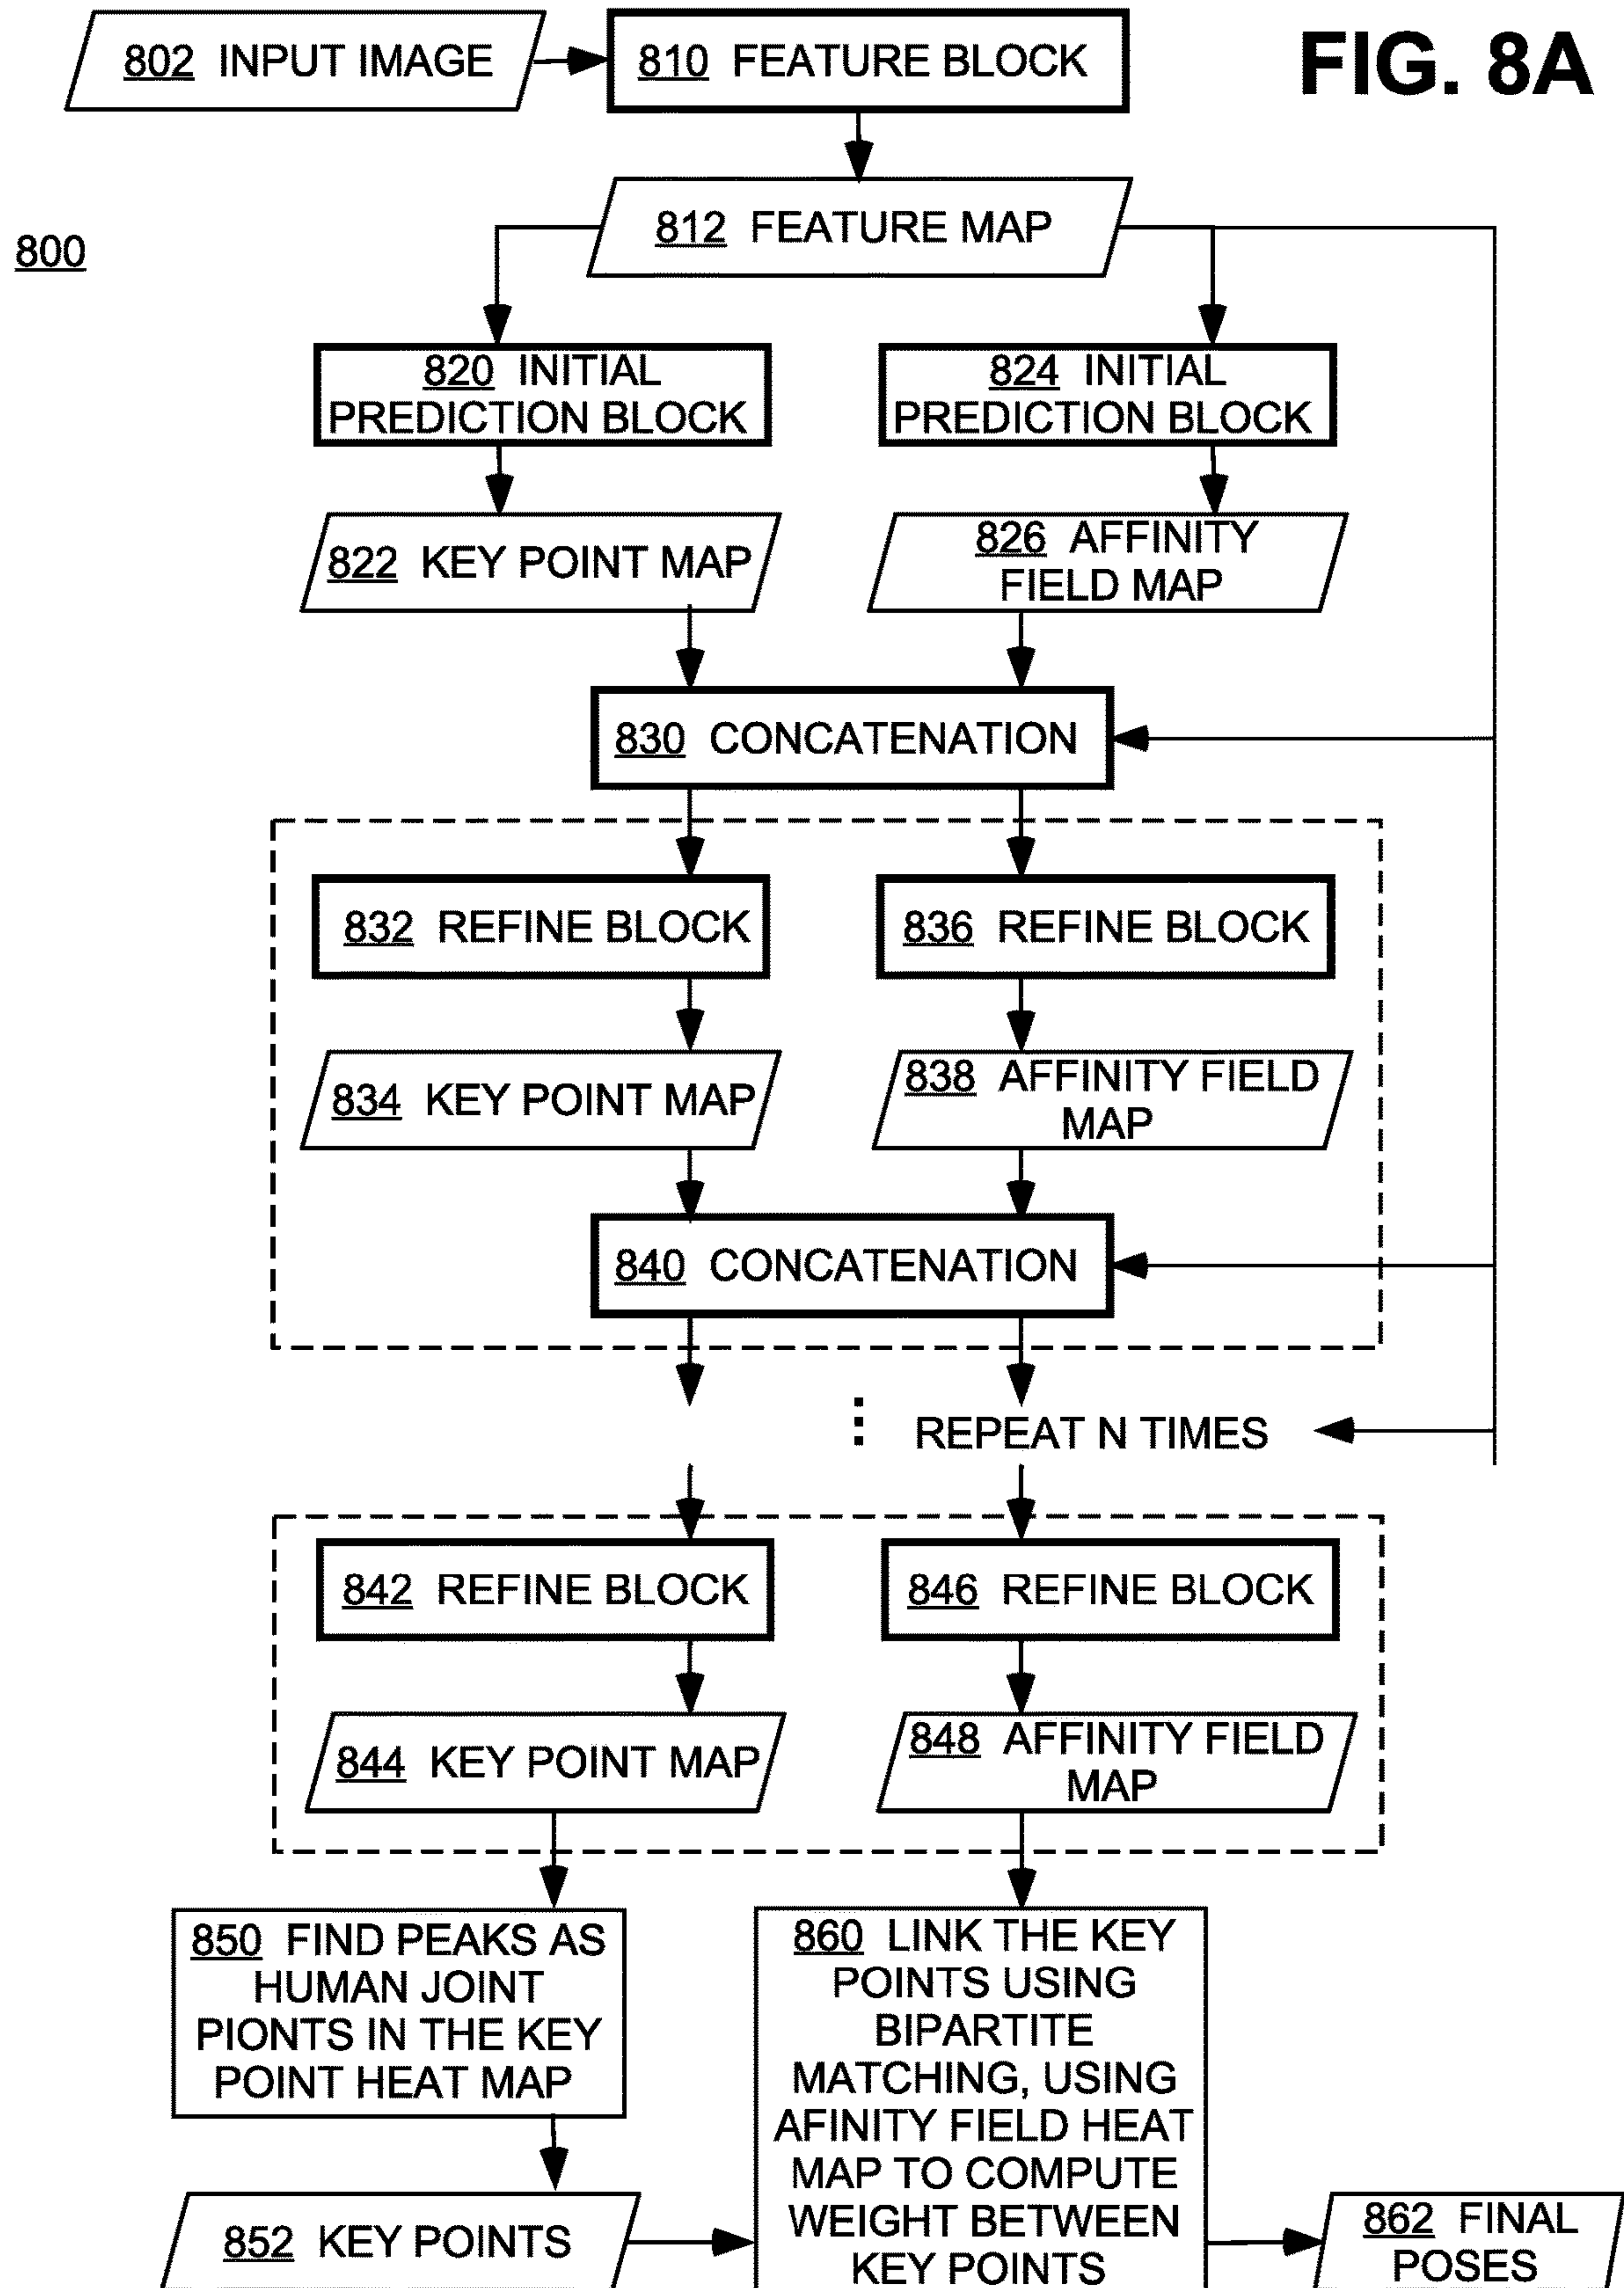 802 INPUT IMAGE
810 FEATURE BLOCK
FIG. 8A
812 FEATURE MAP
800
820 INITIAL
PREDICTION BLOCK
824 INITIAL
PREDICTION BLOCK
822 KEY POINT MAP
826 AFFINITY
FIELD MAP
830 CONCATENATION
832 REFINE BLOCK
836 REFINE BLOCK
834 KEY POINT MAP
838 AFFINITY FIELD
MAP
840 CONCATENATION
REPEAT N TIMES
842 REFINE BLOCK
846 REFINE BLOCK
844 KEY POINT MAP
848 AFFINITY FIELD
MAP
850 FIND PEAKS AS
HUMAN JOINT
PIONTS IN THE KEY
POINT HEAT MAP
860 LINK THE KEY
POINTS USING
BIPARTITE
MATCHING, USING
AFINITY FIELD HEAT
MAP TO COMPUTE
WEIGHT BETWEEN
KEY POINTS
852 KEY POINTS
862 FINAL
POSES